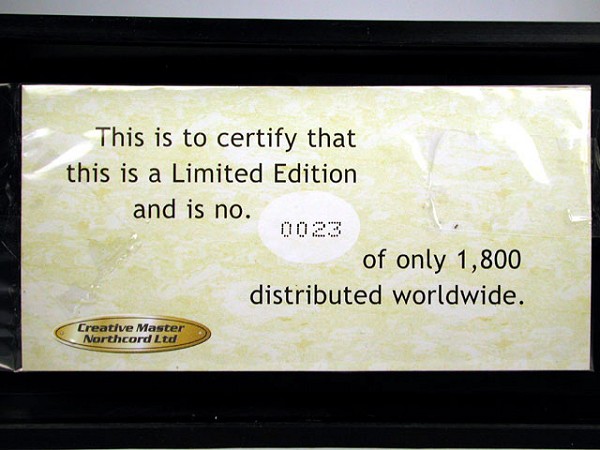 This is to certify that
this is a Limited Edition
and is no. 0023
of only 1,800
distributed worldwide.
Creative Master
Northcord Ltd